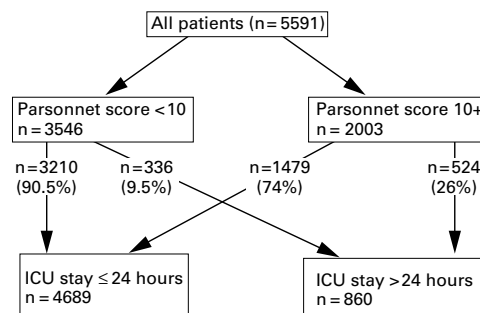 All patients (n=5591)
Parsonnet score <10
n=3546
Parsonnet score 10+
n=2003
n=3210
(90.5%)
n=336
(9.5%)
n=1479
(74%)
n=524
(26%)
ICU stay ≤ 24 hours
n=4689
ICU stay >24 hours
n=860